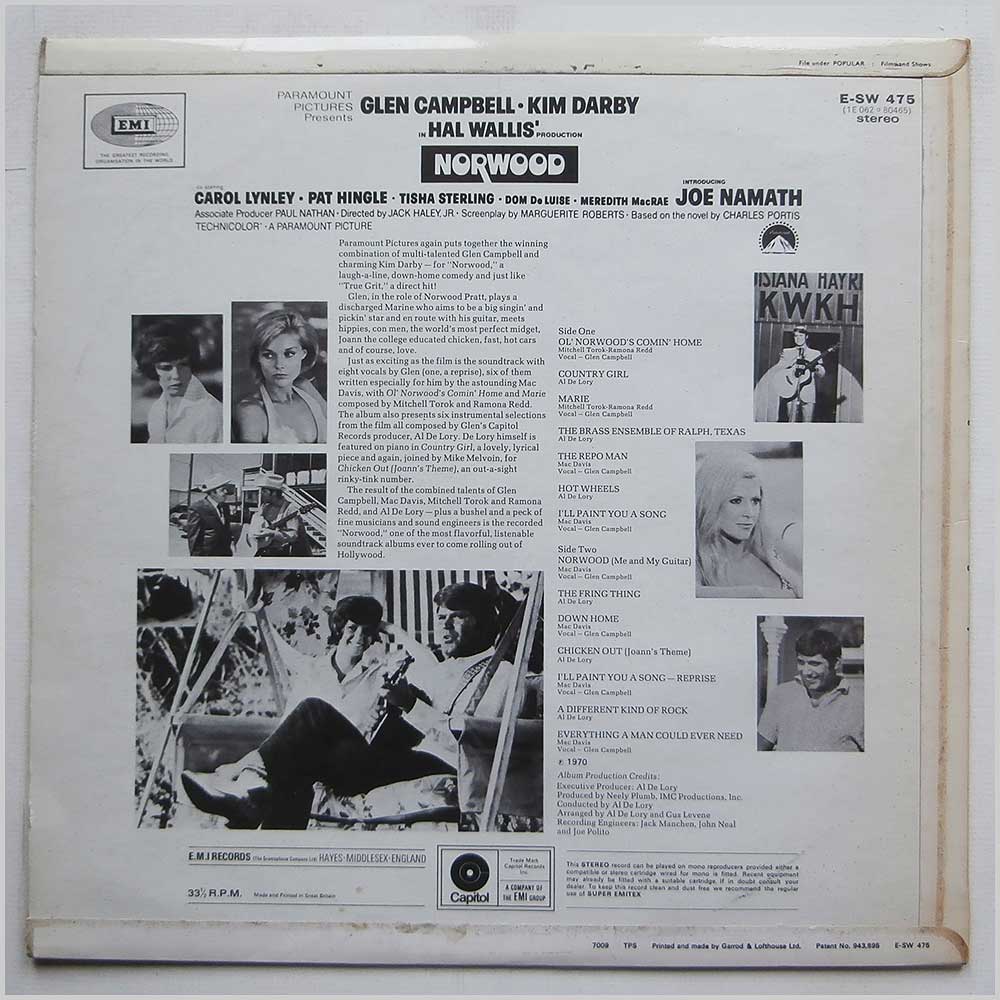 File under POPULAR : Films and Shows
EMI
THE GREATEST RECORDING
ORGANISATION IN THE WORLD
PARAMOUNT
PICTURES
Presents
GLEN CAMPBELL • KIM DARBY
IN HAL WALLIS' PRODUCTION
NORWOOD
E-SW 475
(1E 062 o 80465)
stereo
co-starring
CAROL LYNLEY • PAT HINGLE • TISHA STERLING • DOM De LUISE • MEREDITH MacRAE
INTRODUCING
JOE NAMATH
Associate Producer PAUL NATHAN • Directed by JACK HALEY, JR. • Screenplay by MARGUERITE ROBERTS • Based on the novel by CHARLES PORTIS
TECHNICOLOR® • A PARAMOUNT PICTURE
Paramount
Paramount Pictures again puts together the winning
combination of multi-talented Glen Campbell and
charming Kim Darby — for "Norwood," a
laugh-a-line, down-home comedy and just like
"True Grit," a direct hit!
Glen, in the role of Norwood Pratt, plays a
discharged Marine who aims to be a big singin' and
pickin' star and en route with his guitar, meets
hippies, con men, the world's most perfect midget,
Joann the college educated chicken, fast, hot cars
and of course, love.
Just as exciting as the film is the soundtrack with
eight vocals by Glen (one, a reprise), six of them
written especially for him by the astounding Mac
Davis, with Ol' Norwood's Comin' Home and Marie
composed by Mitchell Torok and Ramona Redd.
The album also presents six instrumental selections
from the film all composed by Glen's Capitol
Records producer, Al De Lory. De Lory himself is
featured on piano in Country Girl, a lovely, lyrical
piece and again, joined by Mike Melvoin, for
Chicken Out (Joann's Theme), an out-a-sight
rinky-tink number.
The result of the combined talents of Glen
Campbell, Mac Davis, Mitchell Torok and Ramona
Redd, and Al De Lory — plus a bushel and a peck of
fine musicians and sound engineers is the recorded
"Norwood," one of the most flavorful, listenable
soundtrack albums ever to come rolling out of
Hollywood.
ISIANA HAYRI
KWKH
Side One
OL' NORWOOD'S COMIN' HOME
Mitchell Torok-Ramona Redd
Vocal — Glen Campbell
COUNTRY GIRL
Al De Lory
MARIE
Mitchell Torok-Ramona Redd
Vocal — Glen Campbell
THE BRASS ENSEMBLE OF RALPH, TEXAS
Al De Lory
THE REPO MAN
Mac Davis
Vocal — Glen Campbell
HOT WHEELS
Al De Lory
I'LL PAINT YOU A SONG
Mac Davis
Vocal — Glen Campbell
Side Two
NORWOOD (Me and My Guitar)
Mac Davis
Vocal — Glen Campbell
THE FRING THING
Al De Lory
DOWN HOME
Mac Davis
Vocal — Glen Campbell
CHICKEN OUT (Joann's Theme)
Al De Lory
I'LL PAINT YOU A SONG — REPRISE
Mac Davis
Vocal — Glen Campbell
A DIFFERENT KIND OF ROCK
Al De Lory
EVERYTHING A MAN COULD EVER NEED
Mac Davis
Vocal — Glen Campbell
℗ 1970
Album Production Credits:
Executive Producer: Al De Lory
Produced by Neely Plumb, IMC Productions, Inc.
Conducted by Al De Lory
Arranged by Al De Lory and Gus Levene
Recording Engineers: Jack Manchen, John Neal
and Joe Polito
E.M.I RECORDS (The Gramophone Company Ltd) HAYES • MIDDLESEX • ENGLAND
33⅓ R.P.M. Made and Printed in Great Britain
Capitol
Trade Mark
Capitol Records
Inc.
A COMPANY OF
THE EMI GROUP
This STEREO record can be played on mono reproducers provided either a
compatible or stereo cartridge wired for mono is fitted. Recent equipment
may already be fitted with a suitable cartridge. If in doubt consult your
dealer. To keep this record clean and dust free we recommend the regular
use of SUPER EMITEX
7009 TPS Printed and made by Garrod & Lofthouse Ltd. Patent No. 943,895 E-SW 475